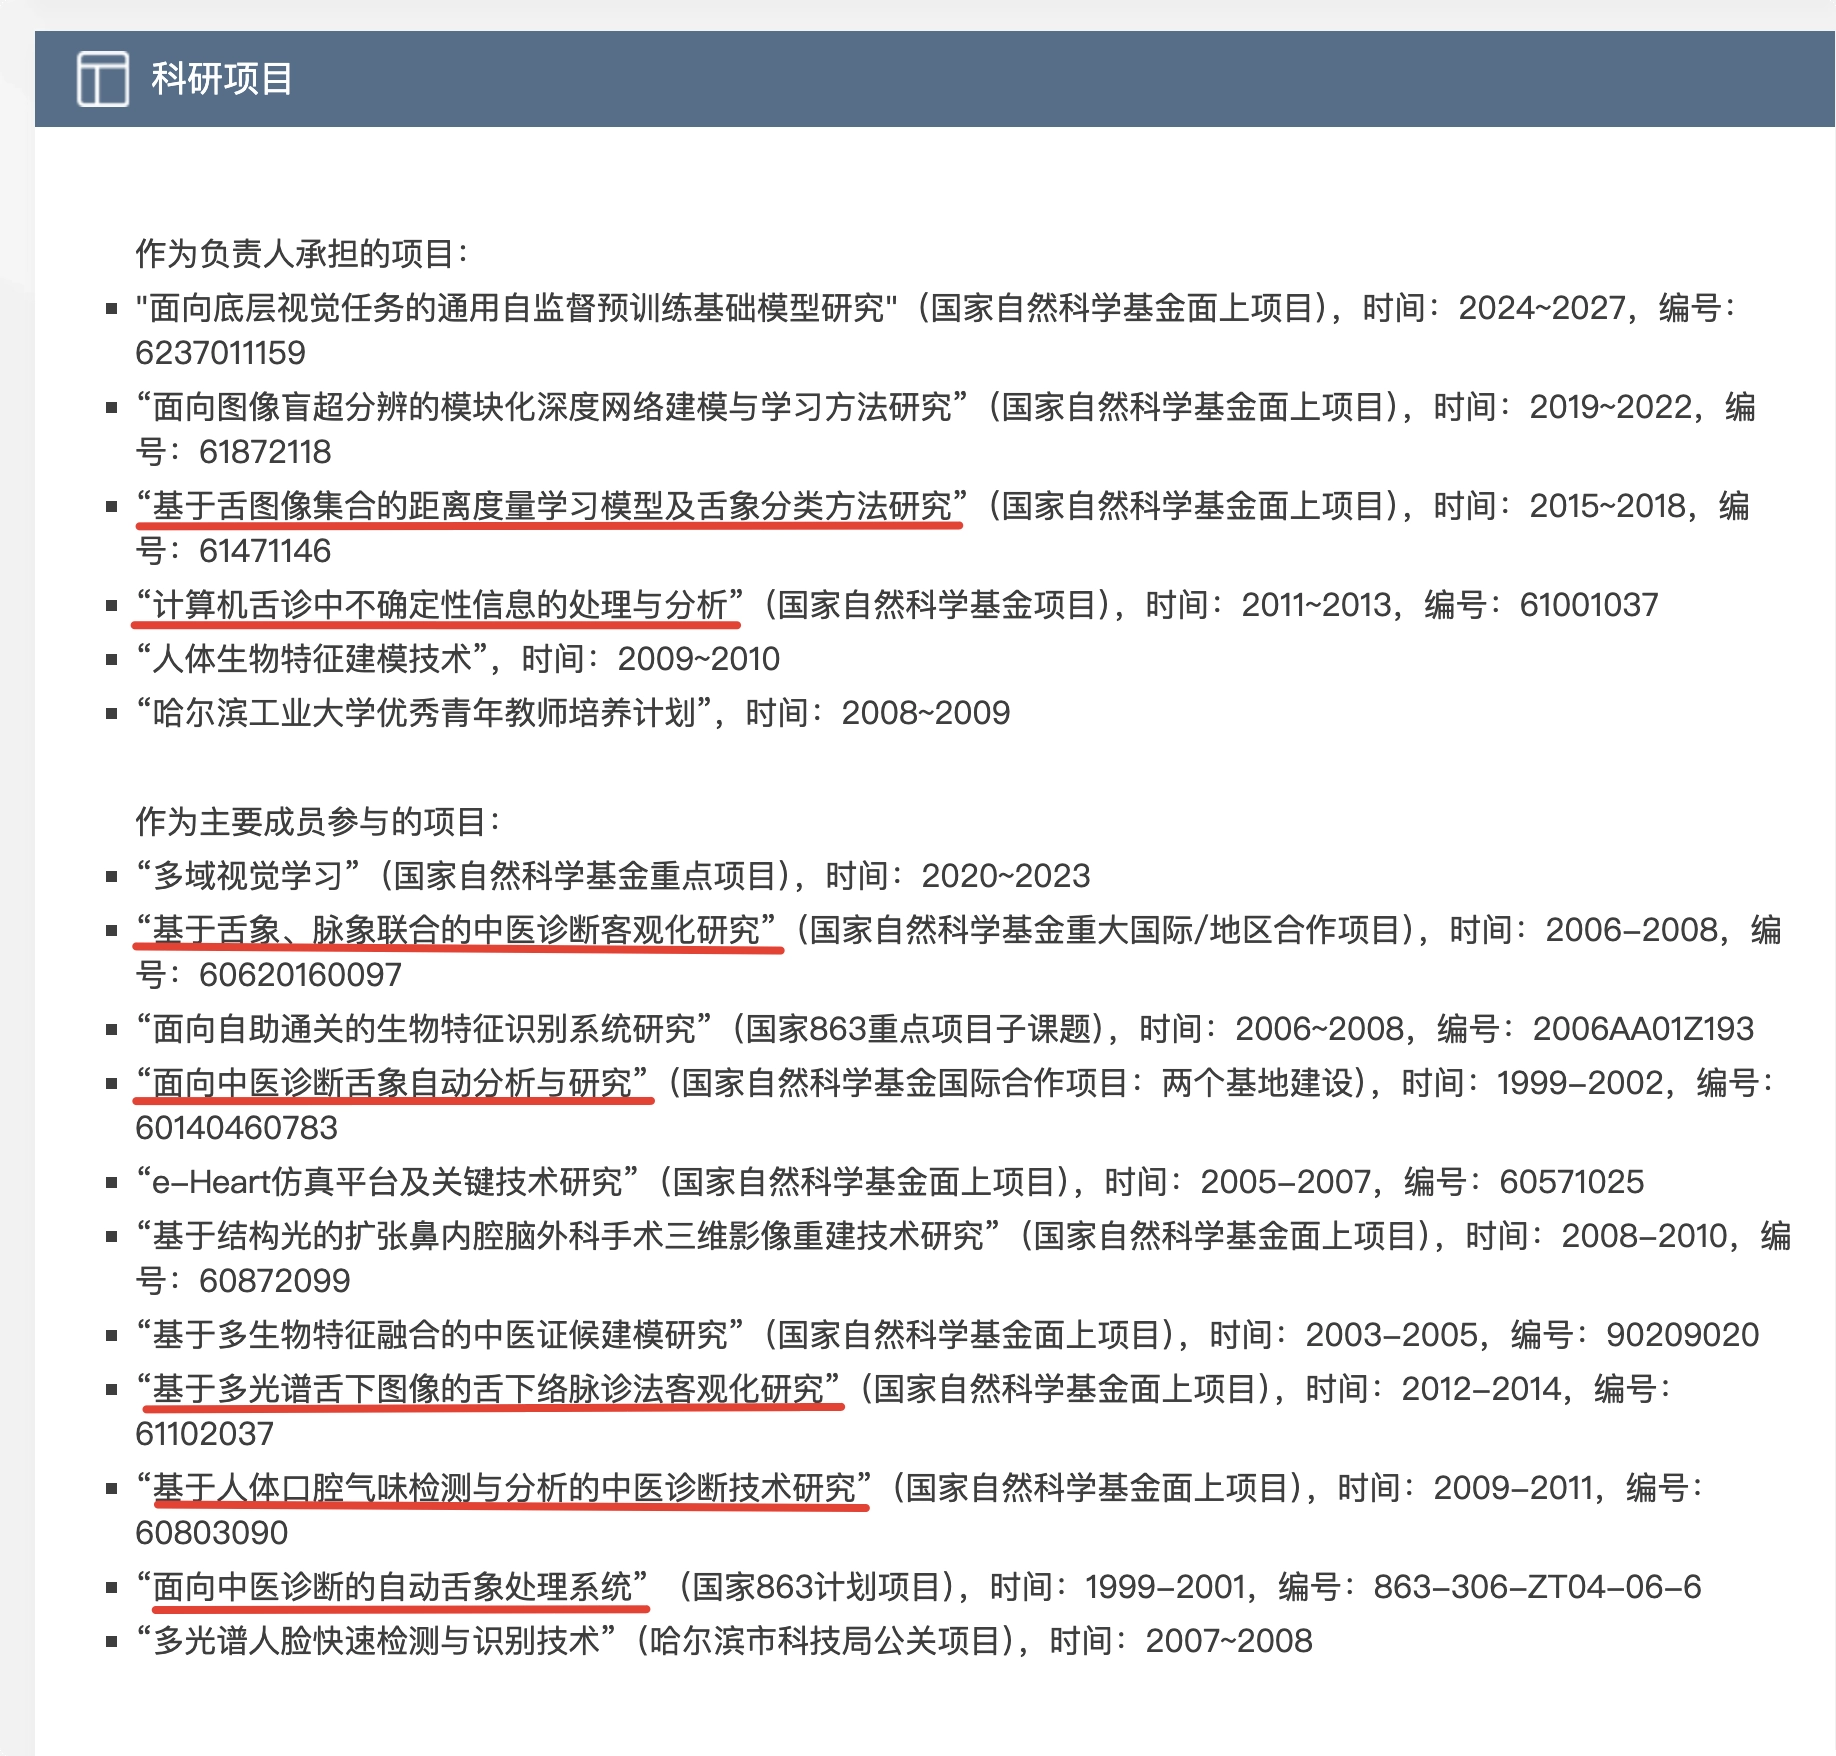 科研项目
作为负责人承担的项目：
"面向底层视觉任务的通用自监督预训练基础模型研究"（国家自然科学基金面上项目），时间：2024~2027，编号：
6237011159
“面向图像盲超分辨的模块化深度网络建模与学习方法研究”（国家自然科学基金面上项目），时间：2019~2022，编
号：61872118
“基于舌图像集合的距离度量学习模型及舌象分类方法研究”（国家自然科学基金面上项目），时间：2015~2018，编
号：61471146
“计算机舌诊中不确定性信息的处理与分析”（国家自然科学基金项目），时间：2011~2013，编号：61001037
“人体生物特征建模技术”，时间：2009~2010
“哈尔滨工业大学优秀青年教师培养计划”，时间：2008~2009
作为主要成员参与的项目：
“多域视觉学习”（国家自然科学基金重点项目），时间：2020~2023
“基于舌象、脉象联合的中医诊断客观化研究”（国家自然科学基金重大国际/地区合作项目），时间：2006–2008，编
号：60620160097
“面向自助通关的生物特征识别系统研究”（国家863重点项目子课题），时间：2006~2008，编号：2006AA01Z193
“面向中医诊断舌象自动分析与研究”（国家自然科学基金国际合作项目：两个基地建设），时间：1999–2002，编号：
60140460783
“e–Heart仿真平台及关键技术研究”（国家自然科学基金面上项目），时间：2005–2007，编号：60571025
“基于结构光的扩张鼻内腔脑外科手术三维影像重建技术研究”（国家自然科学基金面上项目），时间：2008–2010，编
号：60872099
“基于多生物特征融合的中医证候建模研究”（国家自然科学基金面上项目），时间：2003–2005，编号：90209020
“基于多光谱舌下图像的舌下络脉诊法客观化研究”（国家自然科学基金面上项目），时间：2012–2014，编号：
61102037
“基于人体口腔气味检测与分析的中医诊断技术研究”（国家自然科学基金面上项目），时间：2009–2011，编号：
60803090
“面向中医诊断的自动舌象处理系统” （国家863计划项目），时间：1999–2001，编号：863–306–ZT04–06–6
“多光谱人脸快速检测与识别技术”（哈尔滨市科技局公关项目），时间：2007~2008